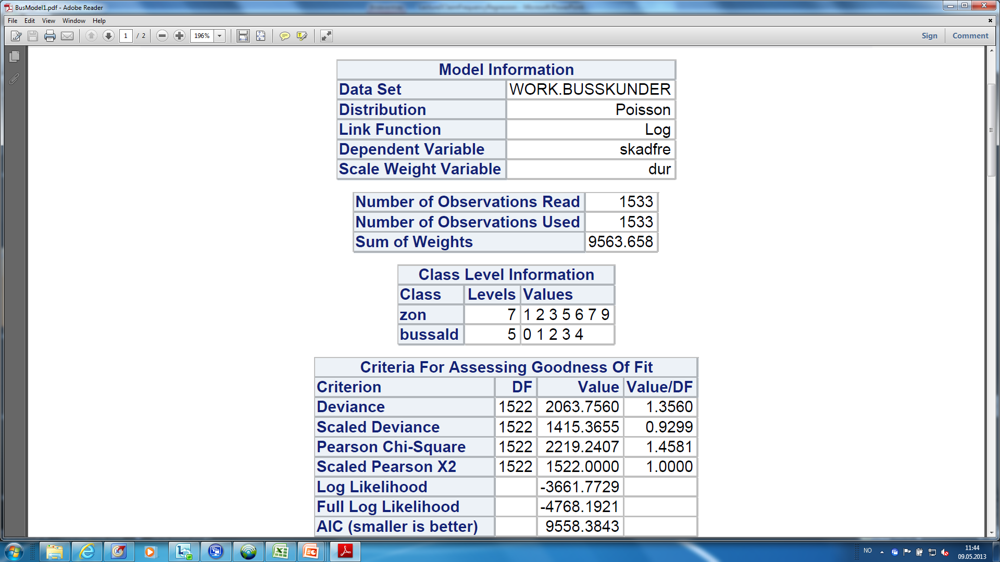 BusModel1.pdf - Adobe Reader
File Edit View Window Help
1 / 2 196% Sign Comment
Model Information
Data Set WORK.BUSSKUNDER
Distribution Poisson
Link Function Log
Dependent Variable skadfre
Scale Weight Variable dur
Number of Observations Read 1533
Number of Observations Used 1533
Sum of Weights 9563.658
Class Level Information
Class Levels Values
zon 7 1 2 3 5 6 7 9
bussald 5 0 1 2 3 4
Criteria For Assessing Goodness Of Fit
Criterion DF Value Value/DF
Deviance 1522 2063.7560 1.3560
Scaled Deviance 1522 1415.3655 0.9299
Pearson Chi-Square 1522 2219.2407 1.4581
Scaled Pearson X2 1522 1522.0000 1.0000
Log Likelihood -3661.7729
Full Log Likelihood -4768.1921
AIC (smaller is better) 9558.3843
NO 11:44
09.05.2013